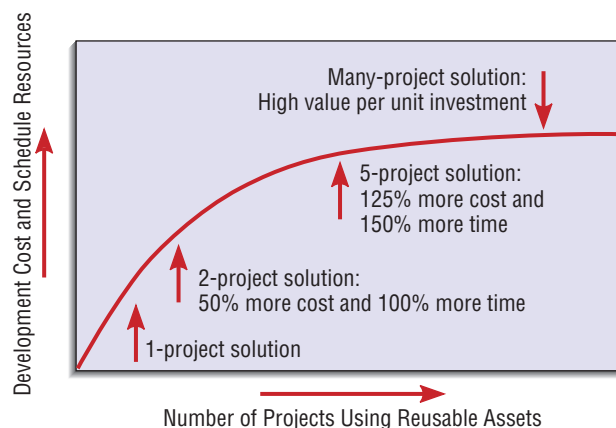 Development Cost and Schedule Resources
Many-project solution:
High value per unit investment
5-project solution:
125% more cost and
150% more time
2-project solution:
50% more cost and 100% more time
1-project solution
Number of Projects Using Reusable Assets